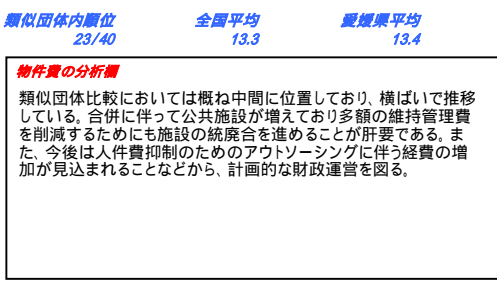 類似団体内順位 全国平均 愛媛県平均
23/40 13.3 13.4
物件費の分析欄
類似団体比較においては概ね中間に位置しており、横ばいで推移
している。合併に伴って公共施設が増えており多額の維持管理費
を削減するためにも施設の統廃合を進めることが肝要である。ま
た、今後は人件費抑制のためのアウトソーシングに伴う経費の増
加が見込まれることなどから、計画的な財政運営を図る。